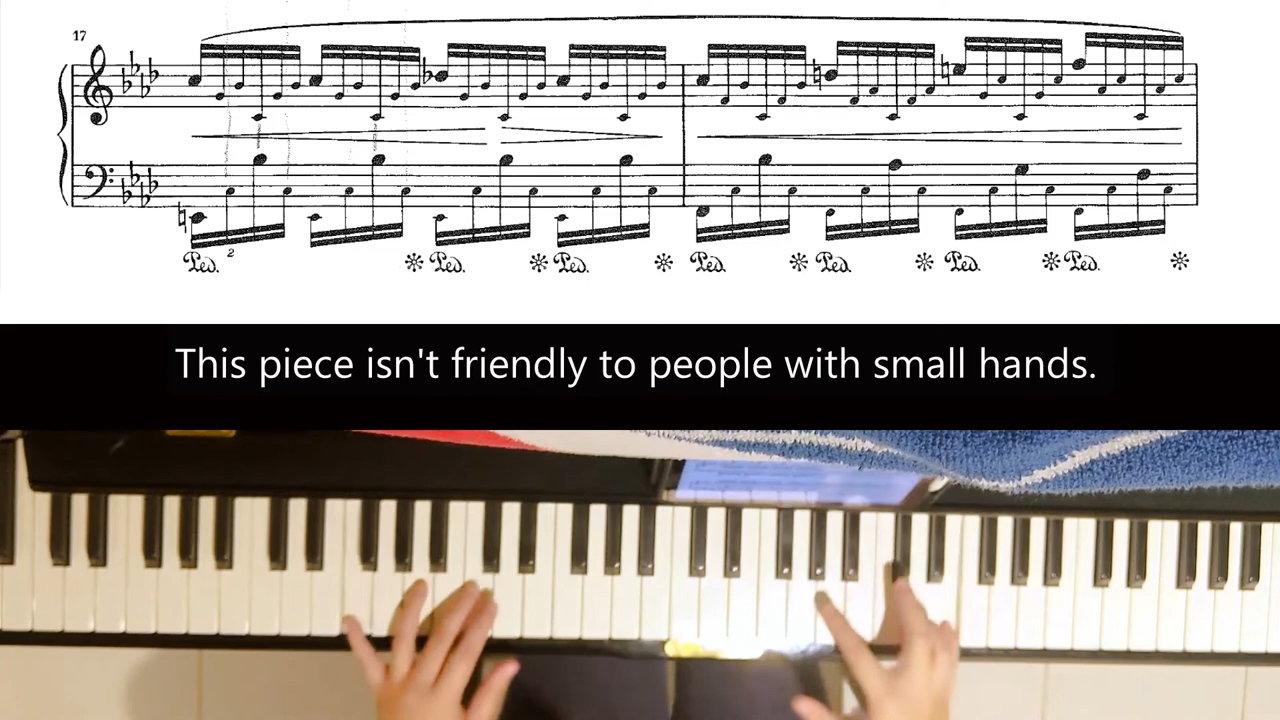 17
2
Ped. Ped. Ped. Ped. Ped. Ped. Ped.
This piece isn't friendly to people with small hands.